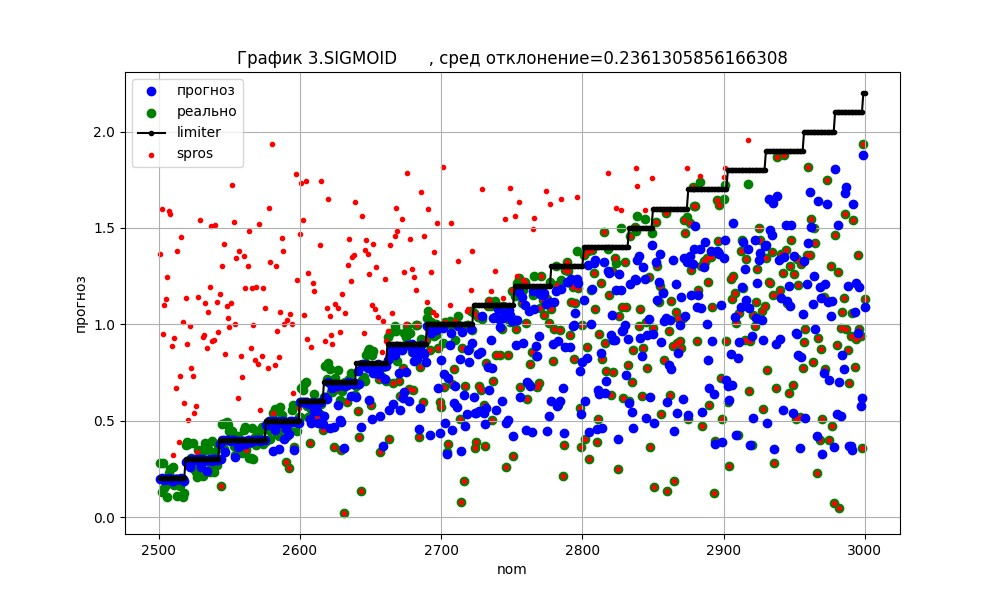 График 3.SIGMOID      , сред отклонение=0.2361305856166308
прогноз
реально
limiter
spros
прогноз
2.0
1.5
1.0
0.5
0.0
2500 2600 2700 2800 2900 3000
nom